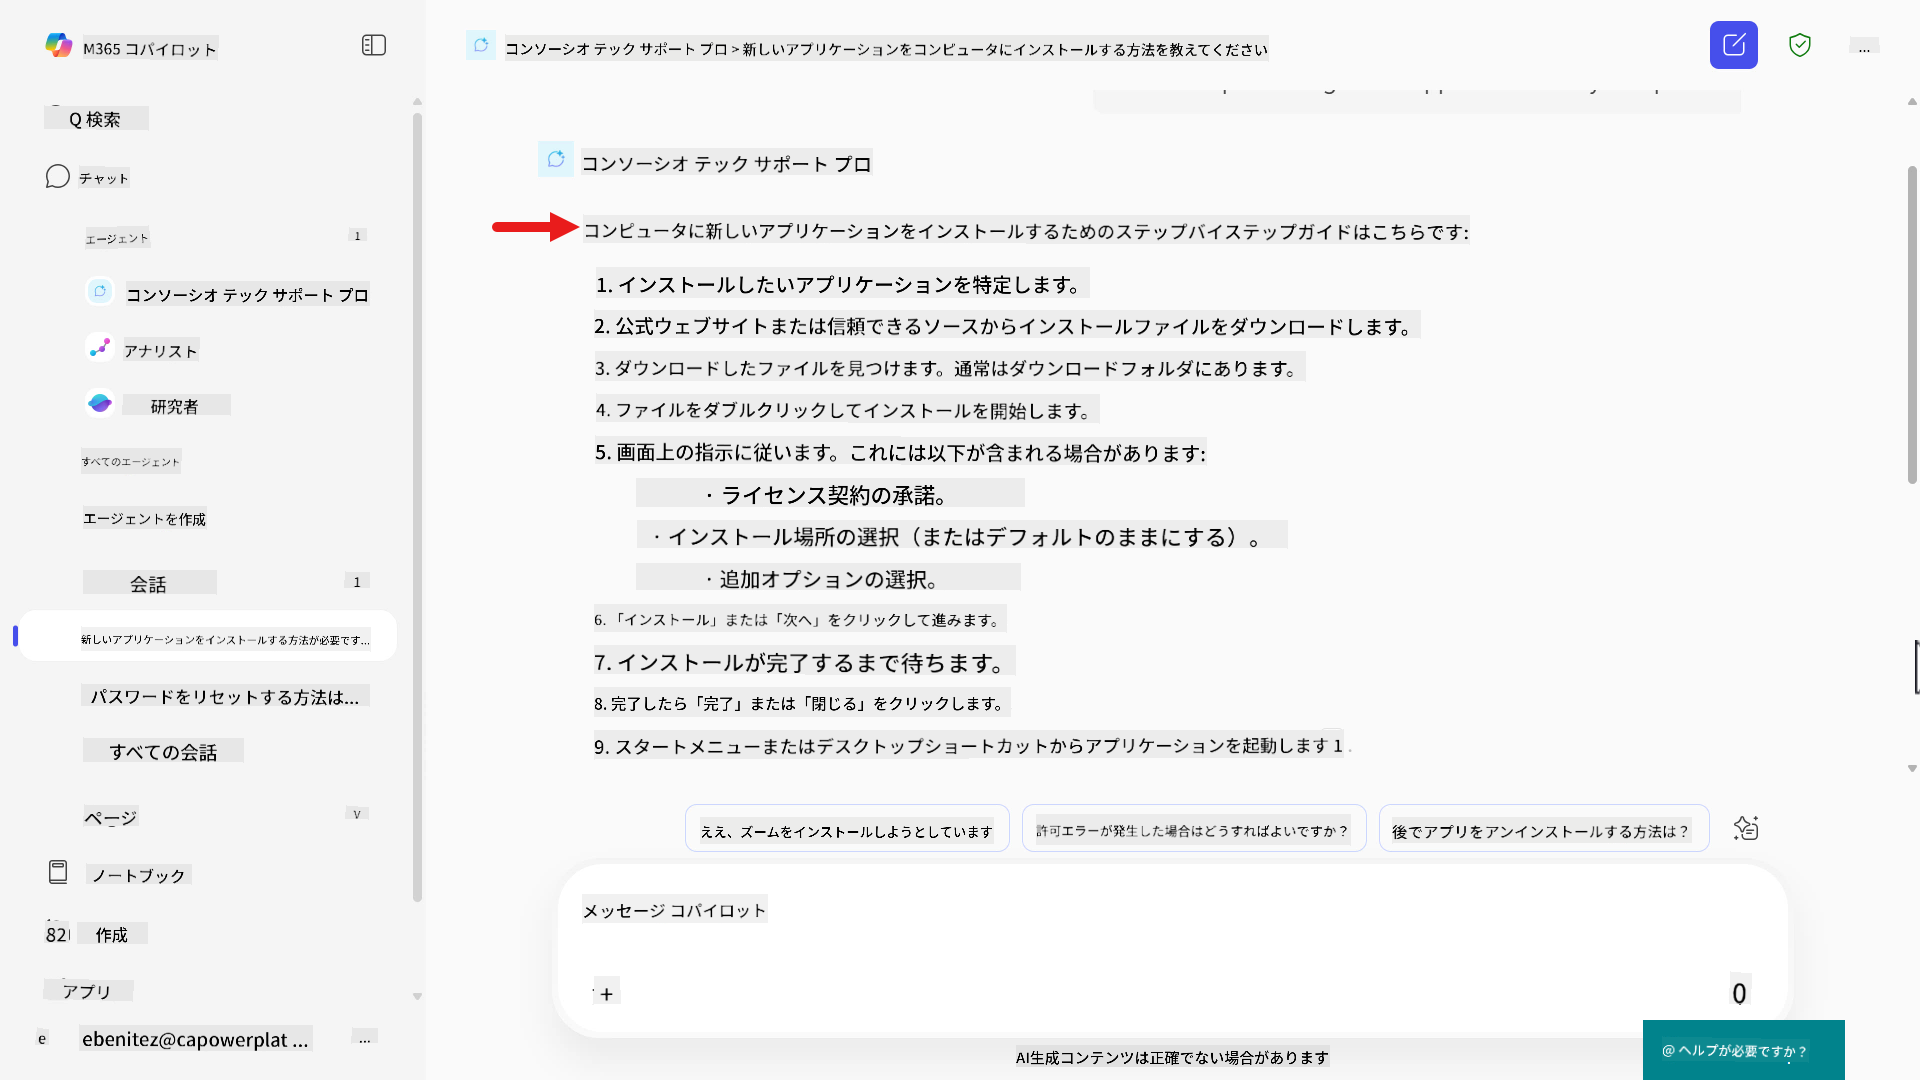 M365 コパイロット
Q 検索
チャット
エージェント 1
コンソーシオ テック サポート プロ
アナリスト
研究者
すべてのエージェント
エージェントを作成
会話 1
新しいアプリケーションをインストールする方法が必要です...
パスワードをリセットする方法は...
すべての会話
ページ V
ノートブック
82 作成
アプリ
e ebenitez@capowerplat ... ...
コンソーシオ テック サポート プロ > 新しいアプリケーションをコンピュータにインストールする方法を教えてください
...
コンソーシオ テック サポート プロ
コンピュータに新しいアプリケーションをインストールするためのステップバイステップガイドはこちらです:
1. インストールしたいアプリケーションを特定します。
2. 公式ウェブサイトまたは信頼できるソースからインストールファイルをダウンロードします。
3. ダウンロードしたファイルを見つけます。通常はダウンロードフォルダにあります。
4. ファイルをダブルクリックしてインストールを開始します。
5. 画面上の指示に従います。これには以下が含まれる場合があります:
· ライセンス契約の承諾。
· インストール場所の選択（またはデフォルトのままにする）。
· 追加オプションの選択。
6. 「インストール」または「次へ」をクリックして進みます。
7. インストールが完了するまで待ちます。
8. 完了したら「完了」または「閉じる」をクリックします。
9. スタートメニューまたはデスクトップショートカットからアプリケーションを起動します 1 .
ええ、ズームをインストールしようとしています
許可エラーが発生した場合はどうすればよいですか？
後でアプリをアンインストールする方法は？
メッセージ コパイロット
+
0
AI生成コンテンツは正確でない場合があります
@ ヘルプが必要ですか？